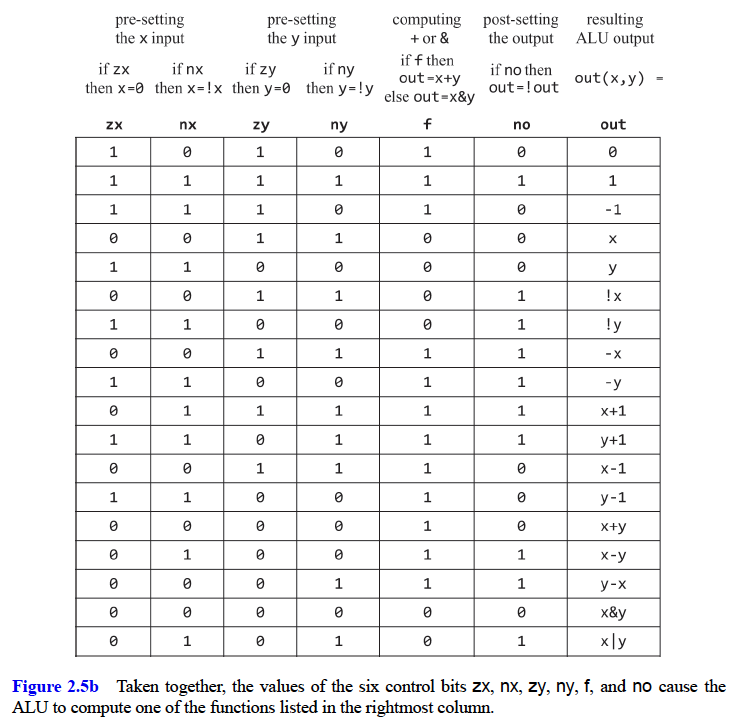 pre-setting pre-setting computing post-setting resulting
the x input the y input + or & the output ALU output
if zx if nx if zy if ny if f then if no then out(x,y) =
then x=0 then x=!x then y=0 then y=!y out=x+y out=!out
else out=x&y
zx nx zy ny f no out
1 0 1 0 1 0 0
1 1 1 1 1 1 1
1 1 1 0 1 0 -1
0 0 1 1 0 0 x
1 1 0 0 0 0 y
0 0 1 1 0 1 !x
1 1 0 0 0 1 !y
0 0 1 1 1 1 -x
1 1 0 0 1 1 -y
0 1 1 1 1 1 x+1
1 1 0 1 1 1 y+1
0 0 1 1 1 0 x-1
1 1 0 0 1 0 y-1
0 0 0 0 1 0 x+y
0 1 0 0 1 1 x-y
0 0 0 1 1 1 y-x
0 0 0 0 0 0 x&y
0 1 0 1 0 1 x|y
Figure 2.5b Taken together, the values of the six control bits zx, nx, zy, ny, f, and no cause the
ALU to compute one of the functions listed in the rightmost column.